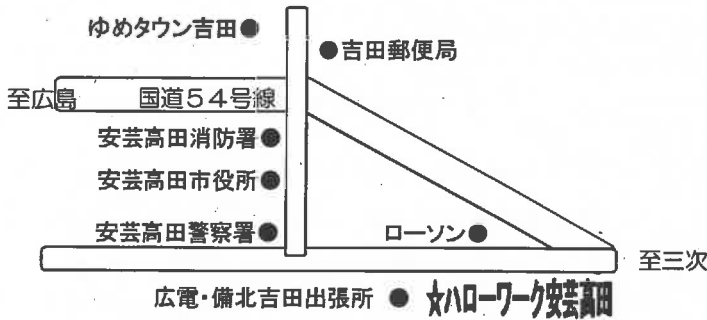 ゆめタウン吉田●
●吉田郵便局
至広島 国道54号線
安芸高田消防署●
安芸高田市役所●
安芸高田警察署●
ローソン●
至三次
広電・備北吉田出張所 ● ★ハローワーク安芸高田